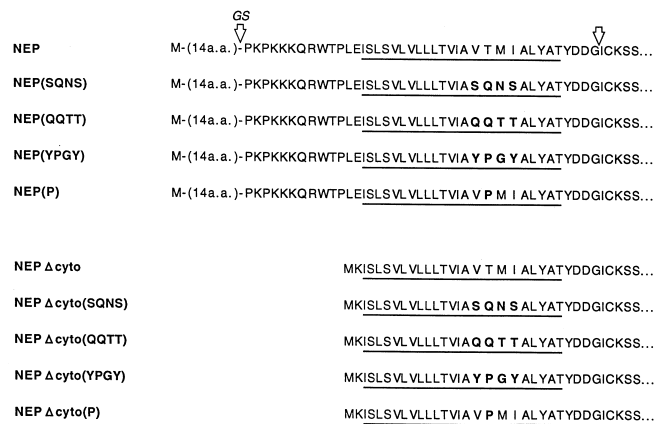 GS
NEP M-(14a.a.)-PKPKKKQRWTPLEISLSVLVLLLTVIAVTMIALYATYDDGICKSS...
NEP(SQNS) M-(14a.a.)-PKPKKKQRWTPLEISLSVLVLLLTVIASQNSALYATYDDGICKSS...
NEP(QQTT) M-(14a.a.)-PKPKKKQRWTPLEISLSVLVLLLTVIAQQTTALYATYDDGICKSS...
NEP(YPGY) M-(14a.a.)-PKPKKKQRWTPLEISLSVLVLLLTVIAYPGYALYATYDDGICKSS...
NEP(P) M-(14a.a.)-PKPKKKQRWTPLEISLSVLVLLLTVIAVPMIALYATYDDGICKSS...
NEP Δcyto MKISLSVLVLLLTVIAVTMIALYATYDDGICKSS...
NEP Δcyto(SQNS) MKISLSVLVLLLTVIASQNSALYATYDDGICKSS...
NEP Δcyto(QQTT) MKISLSVLVLLLTVIAQQTTALYATYDDGICKSS...
NEP Δcyto(YPGY) MKISLSVLVLLLTVIAYPGYALYATYDDGICKSS...
NEP Δcyto(P) MKISLSVLVLLLTVIAVPMIALYATYDDGICKSS...